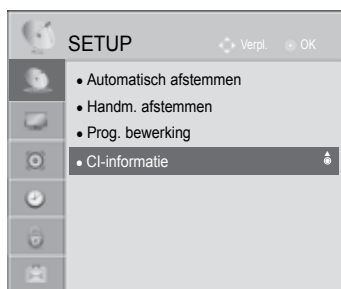 SETUP Verpl. OK
• Automatisch afstemmen
• Handm. afstemmen
• Prog. bewerking
• CI-informatie